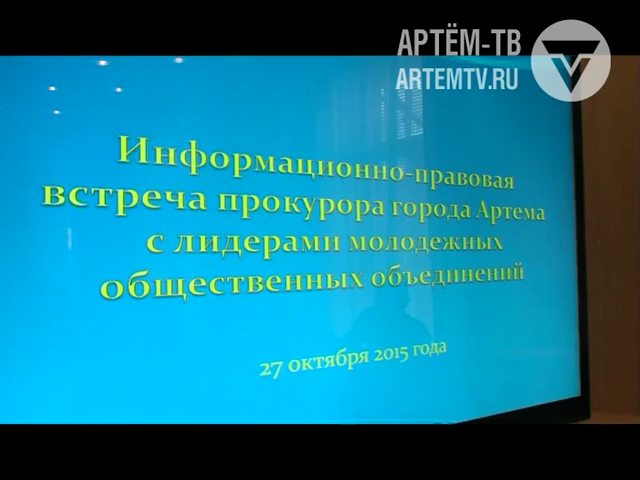 АРТЁМ-ТВ
ARTEMTV.RU
Информационно-правовая
встреча прокурора города Артема
с лидерами молодежных
общественных объединений
27 октября 2015 года